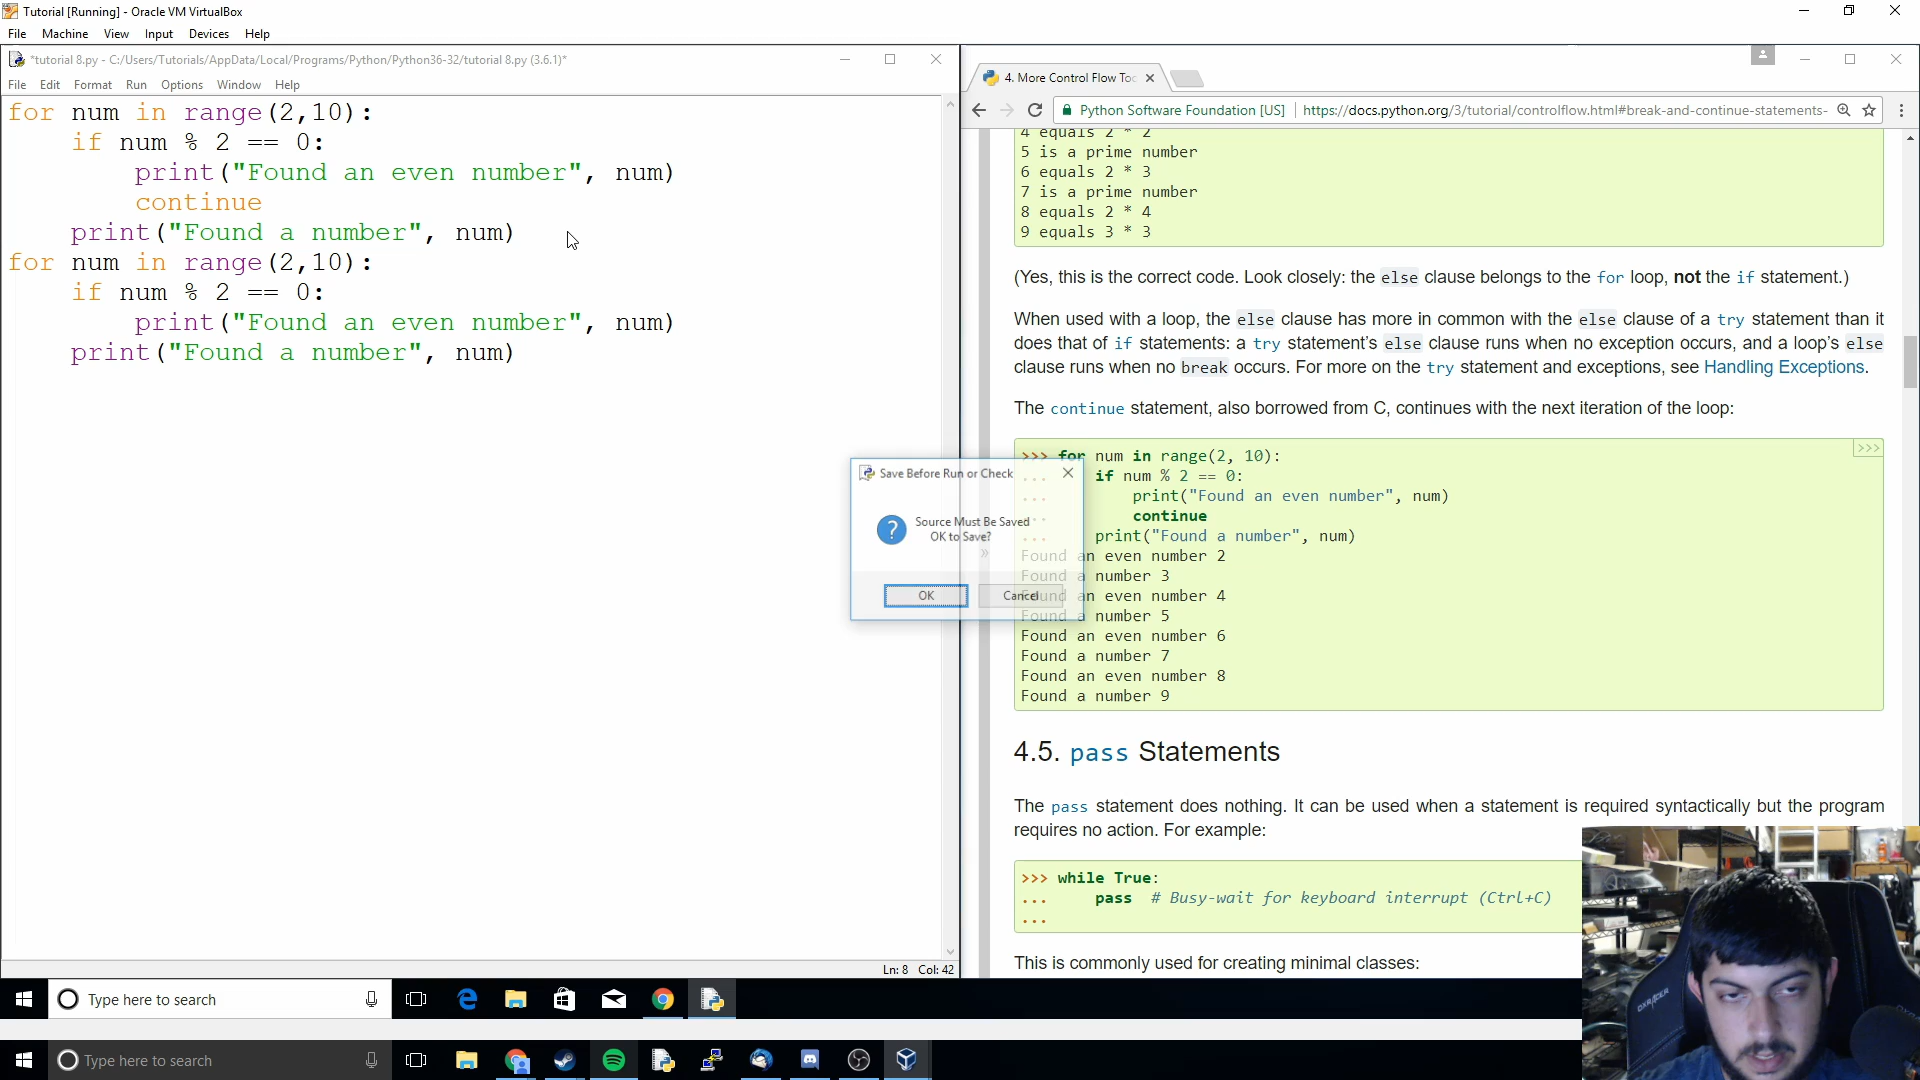 Tutorial [Running] - Oracle VM VirtualBox
File Machine View Input Devices Help
*tutorial 8.py - C:/Users/Tutorials/AppData/Local/Programs/Python/Python36-32/tutorial 8.py (3.6.1)*
File Edit Format Run Options Window Help
for num in range(2,10):
if num % 2 == 0:
print("Found an even number", num)
continue
print("Found a number", num)
for num in range(2,10):
if num % 2 == 0:
print("Found an even number", num)
print("Found a number", num)
Ln: 8 Col: 42
Save Before Run or Check
Source Must Be Saved
OK to Save?
OK Cancel
4. More Control Flow To
Python Software Foundation [US] https://docs.python.org/3/tutorial/controlflow.html#break-and-continue-statements-
4 equals 2 * 2
5 is a prime number
6 equals 2 * 3
7 is a prime number
8 equals 2 * 4
9 equals 3 * 3
(Yes, this is the correct code. Look closely: the else clause belongs to the for loop, not the if statement.)
When used with a loop, the else clause has more in common with the else clause of a try statement than it
does that of if statements: a try statement's else clause runs when no exception occurs, and a loop's else
clause runs when no break occurs. For more on the try statement and exceptions, see Handling Exceptions.
The continue statement, also borrowed from C, continues with the next iteration of the loop:
>>>
>>> for num in range(2, 10):
... if num % 2 == 0:
... print("Found an even number", num)
... continue
... print("Found a number", num)
Found an even number 2
Found a number 3
Found an even number 4
Found a number 5
Found an even number 6
Found a number 7
Found an even number 8
Found a number 9
4.5. pass Statements
The pass statement does nothing. It can be used when a statement is required syntactically but the program
requires no action. For example:
>>> while True:
... pass # Busy-wait for keyboard interrupt (Ctrl+C)
...
This is commonly used for creating minimal classes:
Type here to search
Type here to search
DXRACER